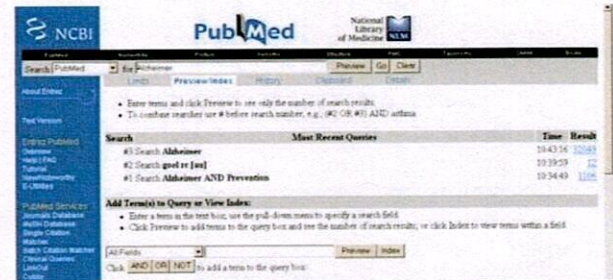 NCBI
PubMed
National
Library
of Medicine
NLM
Search PubMed for Alzheimer Preview Go Clear
Limits Preview/Index History Clipboard Details
About Entrez
Text Version
• Enter terms and click Preview to see only the number of search results.
• To combine searches use # before search number, e.g., (#2 OR #3) AND asthma.
Search Most Recent Queries Time Result
#3 Search Alzheimer 10:43:16
#2 Search goel rr [au] 10:39:59 12
#1 Search Alzheimer AND Prevention 10:34:49 1106
Entrez PubMed
Overview
Help | FAQ
Tutorial
New/Noteworthy
E-Utilities
PubMed Services
Journals Database
MeSH Database
Single Citation
Matcher
Batch Citation Matcher
Clinical Queries
LinkOut
Cubby
Add Term(s) to Query or View Index:
• Enter a term in the text box; use the pull-down menu to specify a search field.
• Click Preview to add terms to the query box and see the number of search results, or click Index to view terms within a field.
All Fields Preview Index
Click AND OR NOT to add a term to the query box.